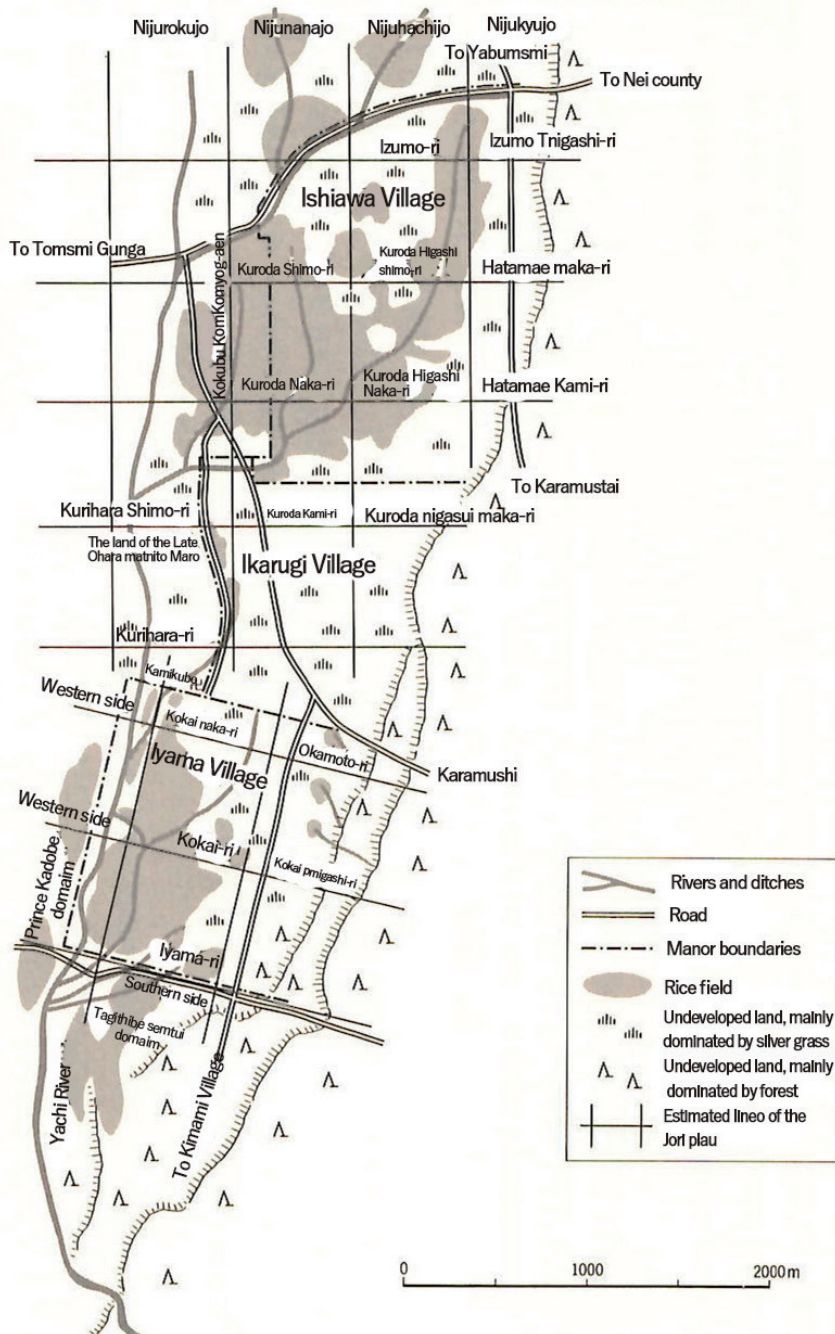 Nijurokujo
Nijunanajo
Nijuhachijo
Nijukyujo
To Yabumsmi
To Nei county
Izumo-ri
Izumo Tnigashi-ri
Ishiawa Village
To Tomsmi Gunga
Kuroda Shimo-ri
Kuroda Higashi
shimo-ri
Hatamae maka-ri
Kokubu KomKomyog-aen
Kuroda Naka-ri
Kuroda Higashi
Naka-ri
Hatamae Kami-ri
To Karamustai
Kurihara Shimo-ri
Kuroda Kami-ri
Kuroda nigasui maka-ri
The land of the Late
Ohara matnito Maro
Ikarugi Village
Kurihara-ri
Kamikubo
Western side
Kokai naka-ri
Okamoto-ri
Iyama Village
Karamushi
Western side
Kokai-ri
Kokai pmigashi-ri
Prince Kadobe
domaim
Iyama-ri
Southern side
Tagithibe semtui
domaim
Yachi River
To Kimami Village
Rivers and ditches
Road
Manor boundaries
Rice field
Undeveloped land, mainly
dominated by silver grass
Undeveloped land, mainly
dominated by forest
Estimated lineo of the
Jori plau
0 1000 2000 m